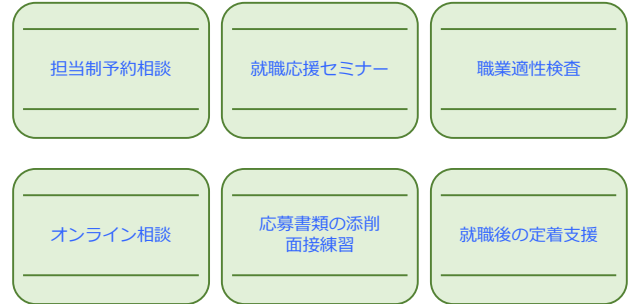 担当制予約相談
就職応援セミナー
職業適性検査
オンライン相談
応募書類の添削
面接練習
就職後の定着支援